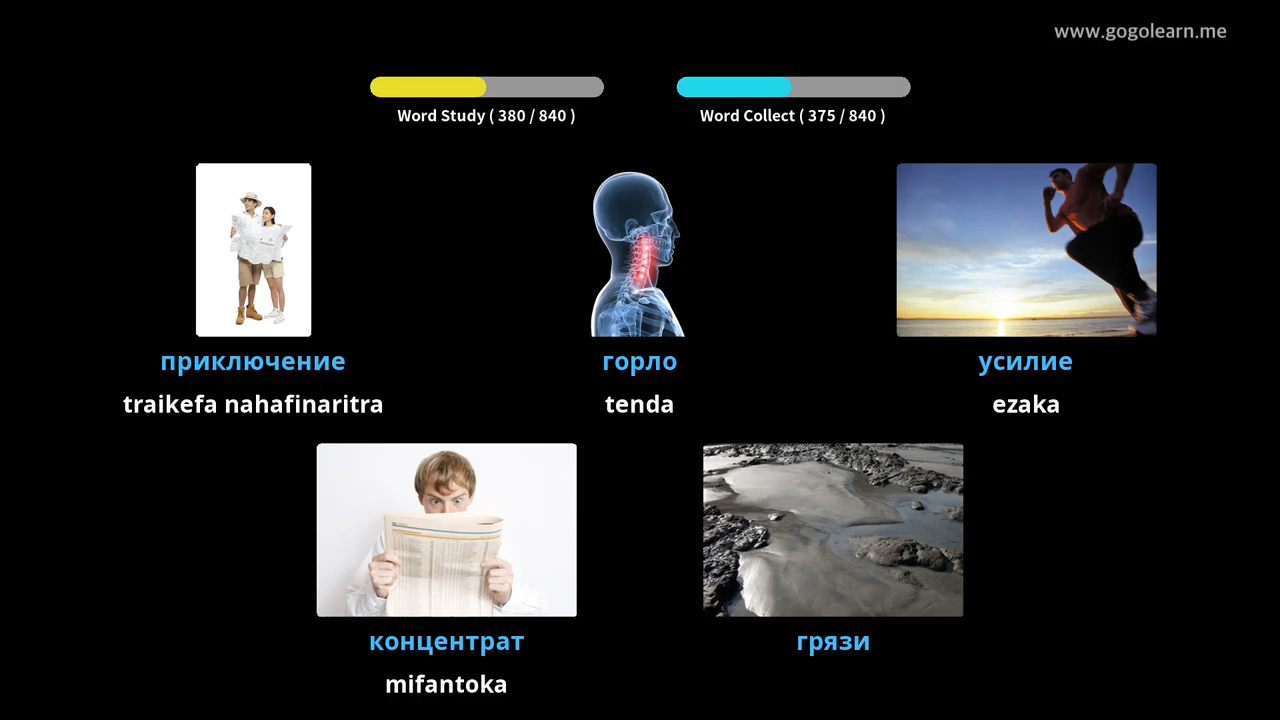 www.gogolearn.me
Word Study ( 380 / 840 )
Word Collect ( 375 / 840 )
приключение
traikefa nahafinaritra
горло
tenda
усилие
ezaka
концентрат
mifantoka
грязи